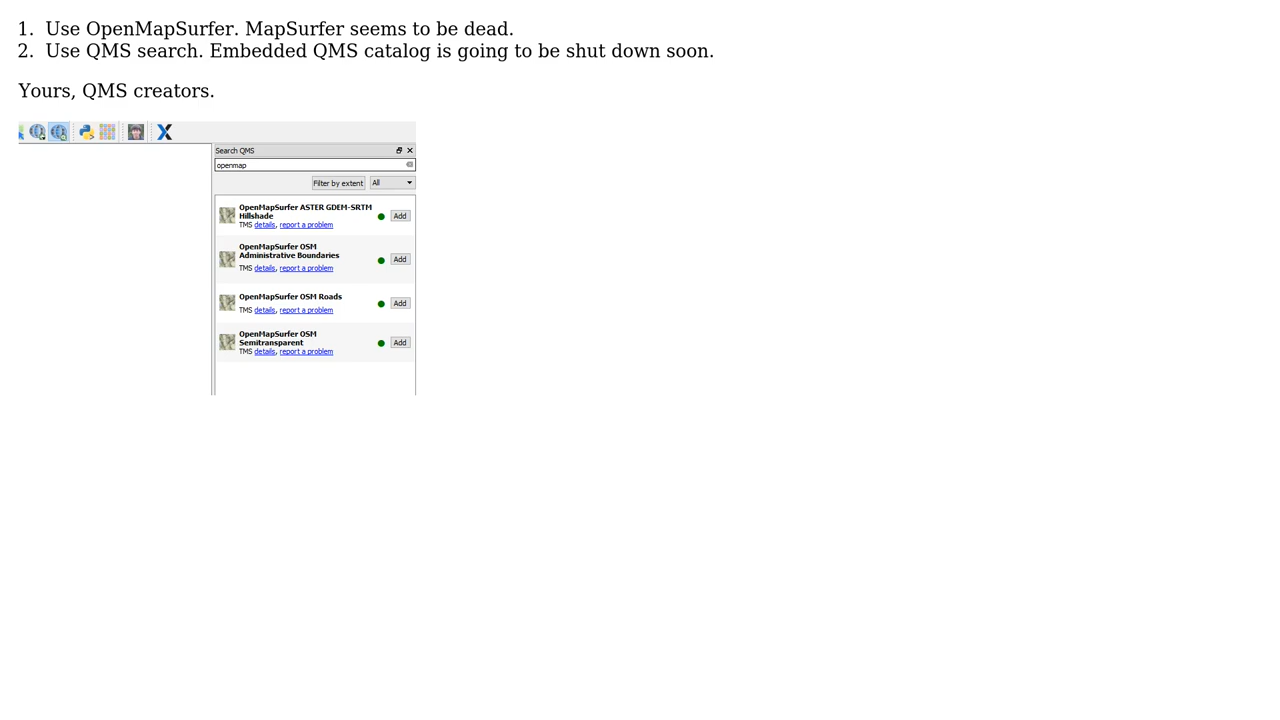 1. Use OpenMapSurfer. MapSurfer seems to be dead.
2. Use QMS search. Embedded QMS catalog is going to be shut down soon.
Yours, QMS creators.
Search QMS
openmap
Filter by extent All
OpenMapSurfer ASTER GDEM-SRTM
Hillshade
TMS details, report a problem
Add
OpenMapSurfer OSM
Administrative Boundaries
TMS details, report a problem
Add
OpenMapSurfer OSM Roads
TMS details, report a problem
Add
OpenMapSurfer OSM
Semitransparent
TMS details, report a problem
Add